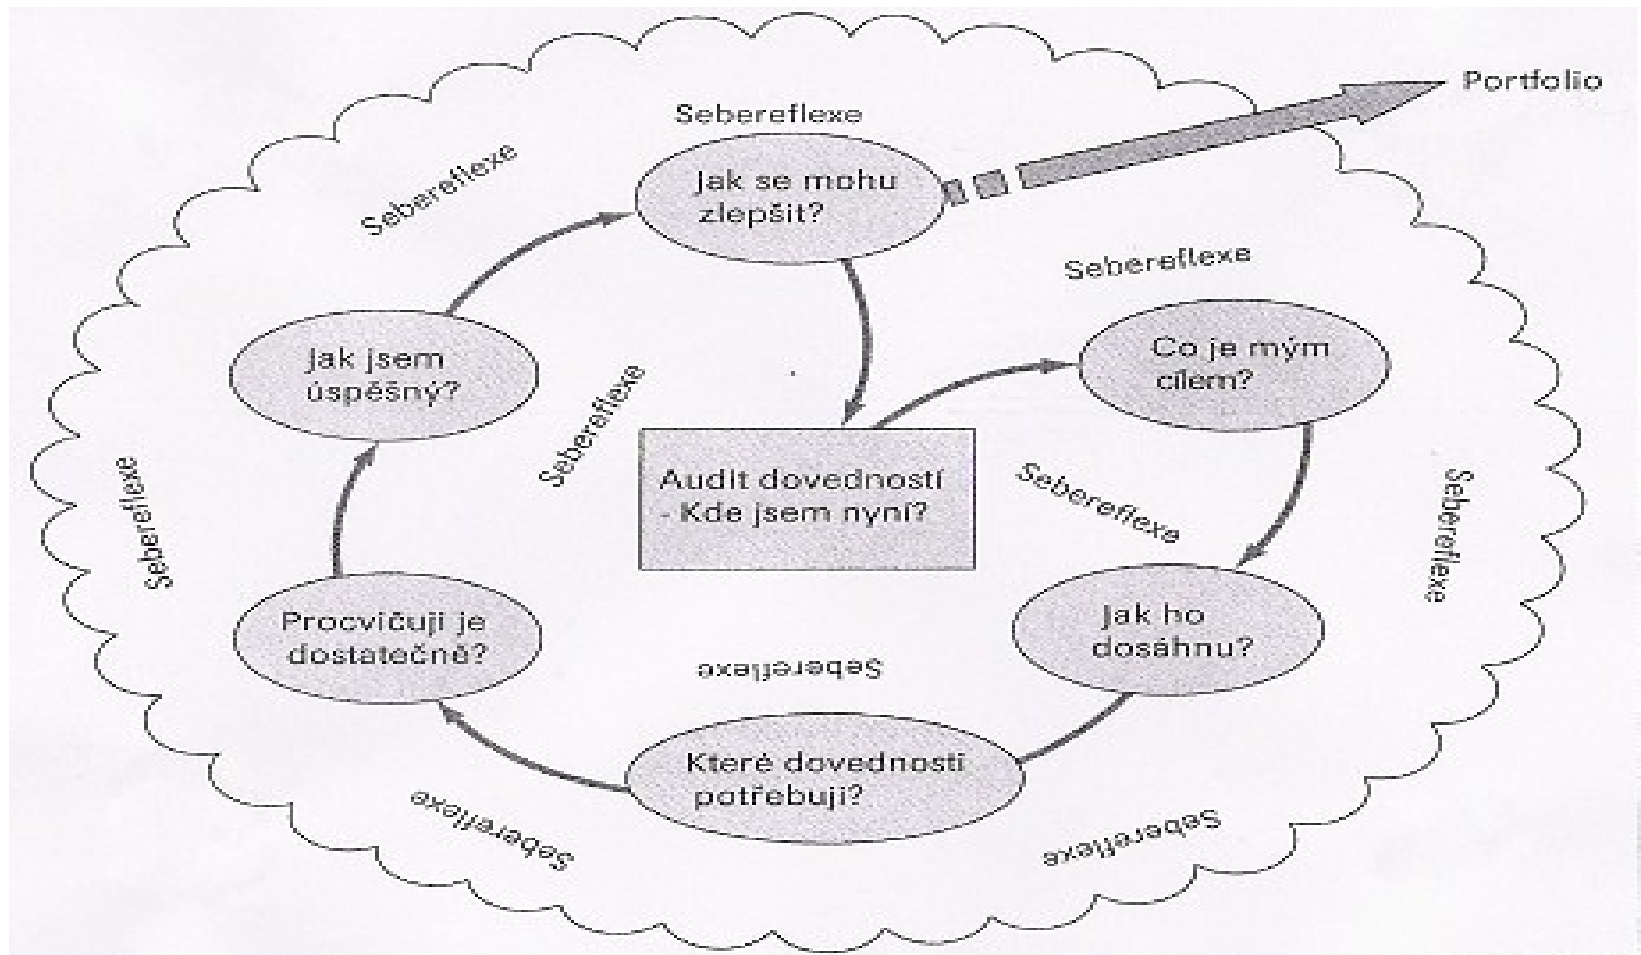 Portfolio
Sebereflexe
Sebereflexe
Jak se mohu
zlepšit?
Sebereflexe
Jak jsem
úspěšný?
Co je mým
cílem?
Sebereflexe
Sebereflexe
Audit dovedností
- Kde jsem nyní?
Sebereflexe
Sebereflexe
Sebereflexe
Procvičuji je
dostatečně?
Jak ho
dosáhnu?
Sebereflexe
Které dovednosti
potřebuji?
Sebereflexe
Sebereflexe